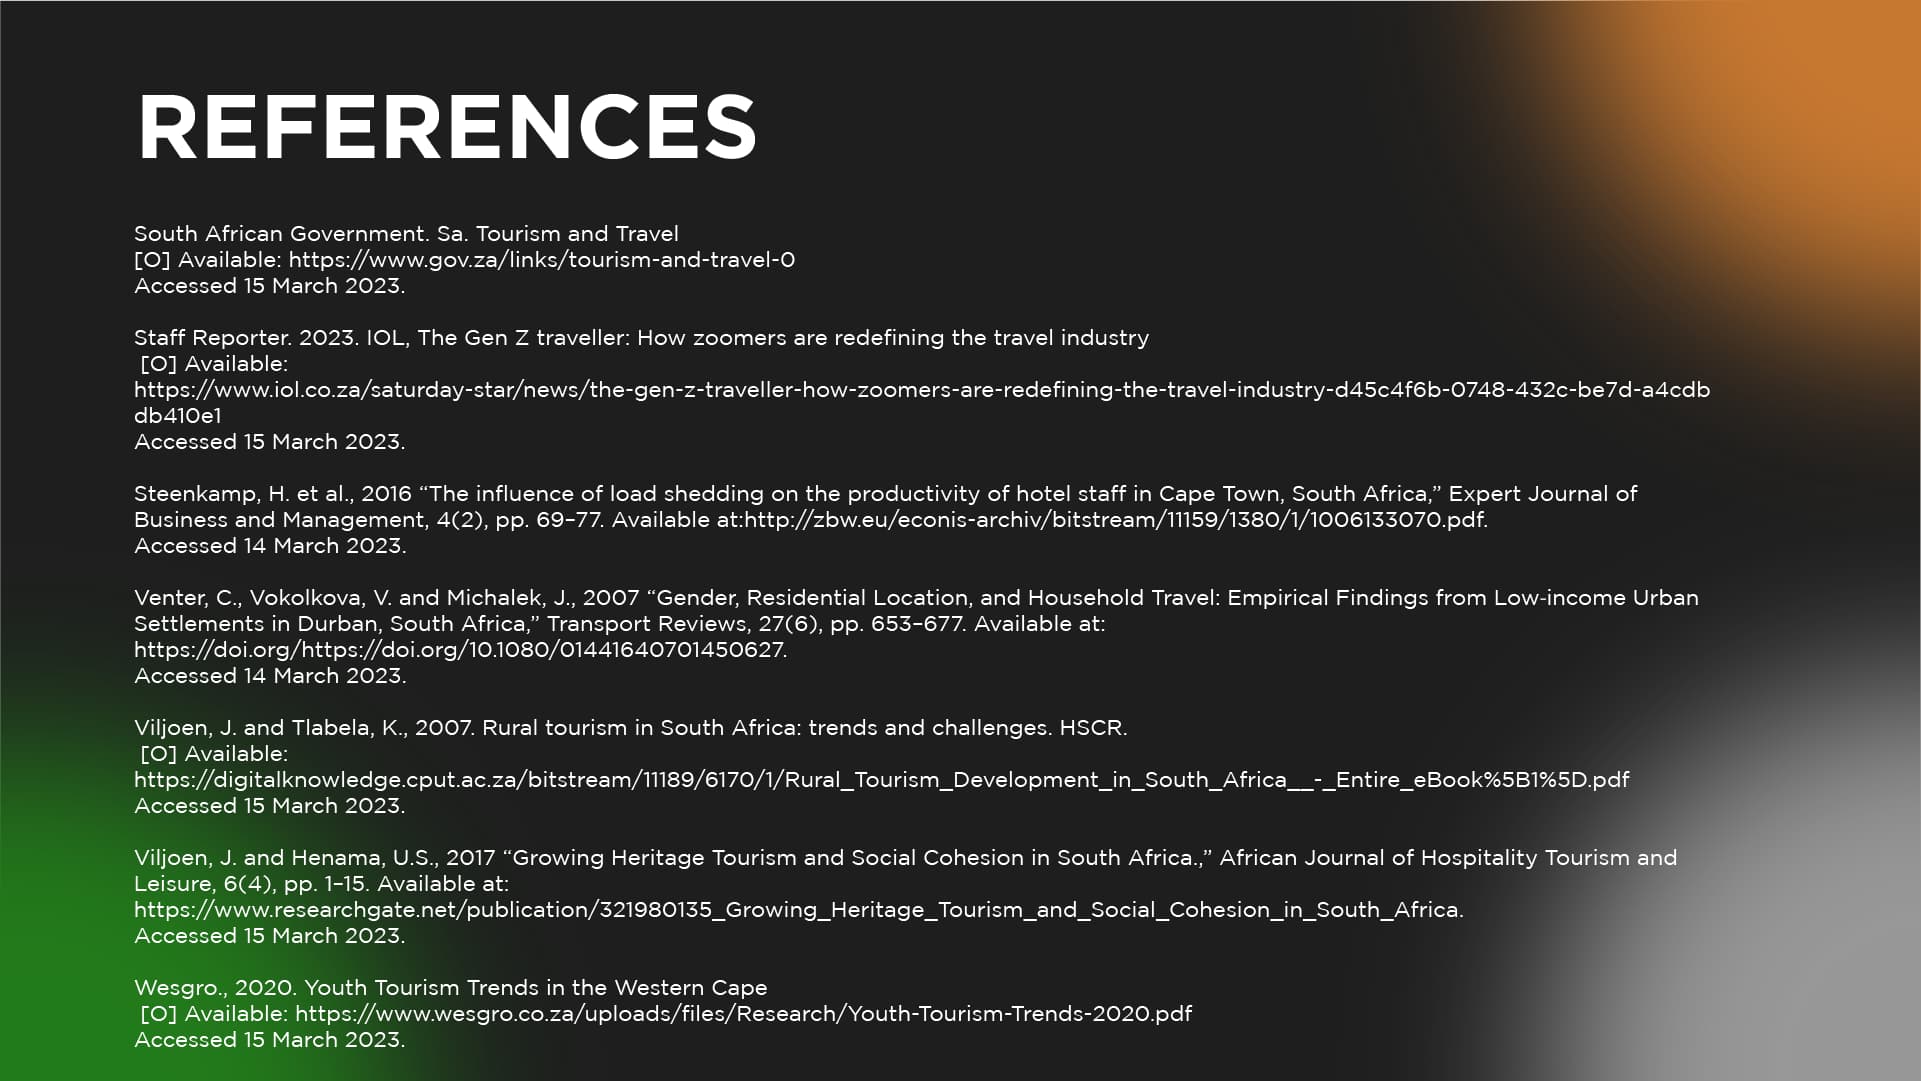 REFERENCES
South African Government. Sa. Tourism and Travel
[O] Available: https://www.gov.za/links/tourism-and-travel-0
Accessed 15 March 2023.
Staff Reporter. 2023. IOL, The Gen Z traveller: How zoomers are redefining the travel industry
[O] Available:
https://www.iol.co.za/saturday-star/news/the-gen-z-traveller-how-zoomers-are-redefining-the-travel-industry-d45c4f6b-0748-432c-be7d-a4cdb
db410e1
Accessed 15 March 2023.
Steenkamp, H. et al., 2016 “The influence of load shedding on the productivity of hotel staff in Cape Town, South Africa,” Expert Journal of
Business and Management, 4(2), pp. 69–77. Available at:http://zbw.eu/econis-archiv/bitstream/11159/1380/1/1006133070.pdf.
Accessed 14 March 2023.
Venter, C., Vokolkova, V. and Michalek, J., 2007 “Gender, Residential Location, and Household Travel: Empirical Findings from Low-income Urban
Settlements in Durban, South Africa,” Transport Reviews, 27(6), pp. 653–677. Available at:
https://doi.org/https://doi.org/10.1080/01441640701450627.
Accessed 14 March 2023.
Viljoen, J. and Tlabela, K., 2007. Rural tourism in South Africa: trends and challenges. HSCR.
[O] Available:
https://digitalknowledge.cput.ac.za/bitstream/11189/6170/1/Rural_Tourism_Development_in_South_Africa__-_Entire_eBook%5B1%5D.pdf
Accessed 15 March 2023.
Viljoen, J. and Henama, U.S., 2017 “Growing Heritage Tourism and Social Cohesion in South Africa.,” African Journal of Hospitality Tourism and
Leisure, 6(4), pp. 1–15. Available at:
https://www.researchgate.net/publication/321980135_Growing_Heritage_Tourism_and_Social_Cohesion_in_South_Africa.
Accessed 15 March 2023.
Wesgro., 2020. Youth Tourism Trends in the Western Cape
[O] Available: https://www.wesgro.co.za/uploads/files/Research/Youth-Tourism-Trends-2020.pdf
Accessed 15 March 2023.